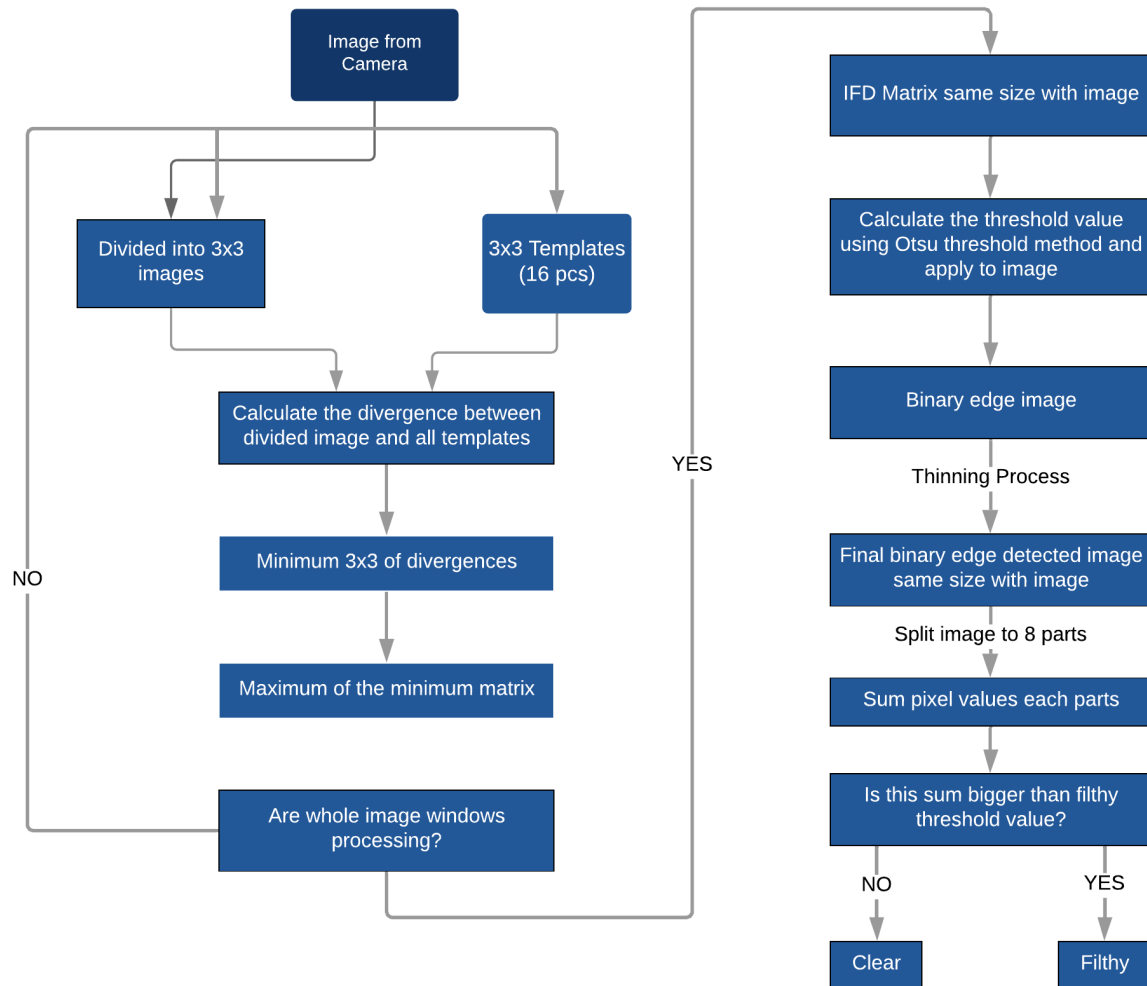 Image from
Camera
Divided into 3x3
images
3x3 Templates
(16 pcs)
Calculate the divergence between
divided image and all templates
Minimum 3x3 of divergences
Maximum of the minimum matrix
Are whole image windows
processing?
NO
YES
IFD Matrix same size with image
Calculate the threshold value
using Otsu threshold method and
apply to image
Binary edge image
Thinning Process
Final binary edge detected image
same size with image
Split image to 8 parts
Sum pixel values each parts
Is this sum bigger than filthy
threshold value?
NO
YES
Clear
Filthy